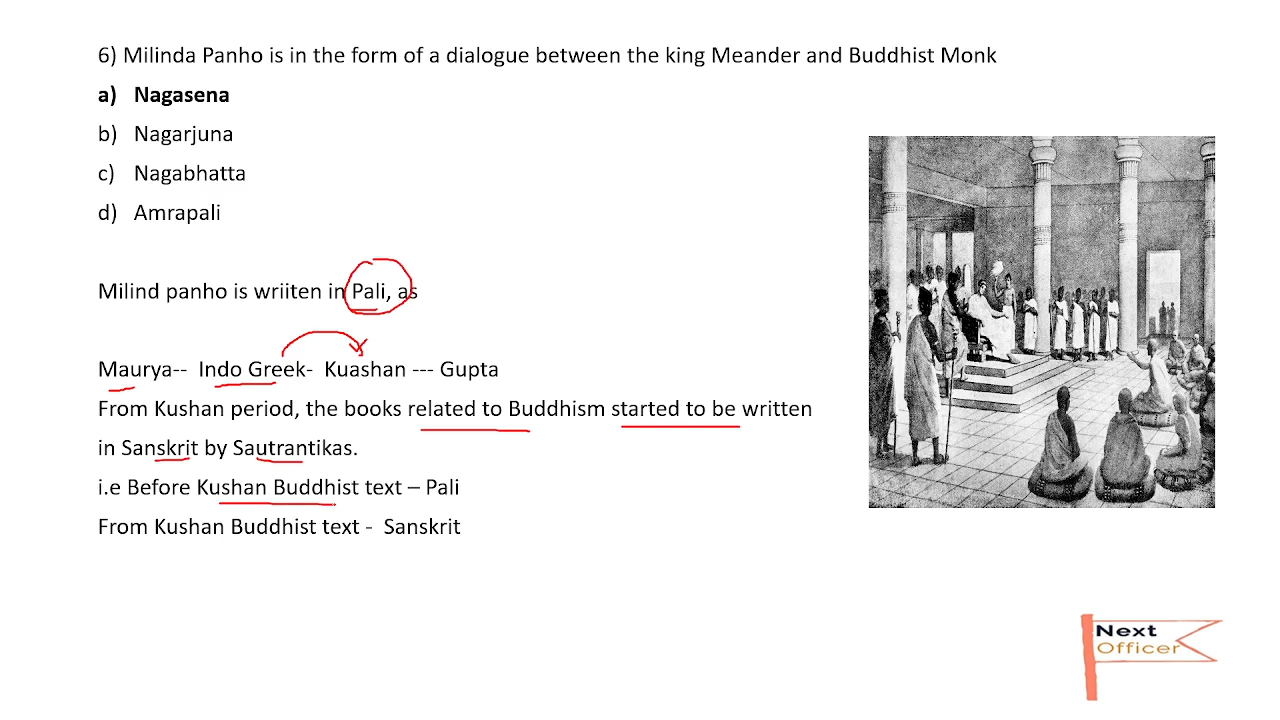 6) Milinda Panho is in the form of a dialogue between the king Meander and Buddhist Monk
a) Nagasena
b) Nagarjuna
c) Nagabhatta
d) Amrapali
Milind panho is wriiten in Pali, as
Maurya-- Indo Greek- Kuashan --- Gupta
From Kushan period, the books related to Buddhism started to be written
in Sanskrit by Sautrantikas.
i.e Before Kushan Buddhist text – Pali
From Kushan Buddhist text - Sanskrit
Next
Officer